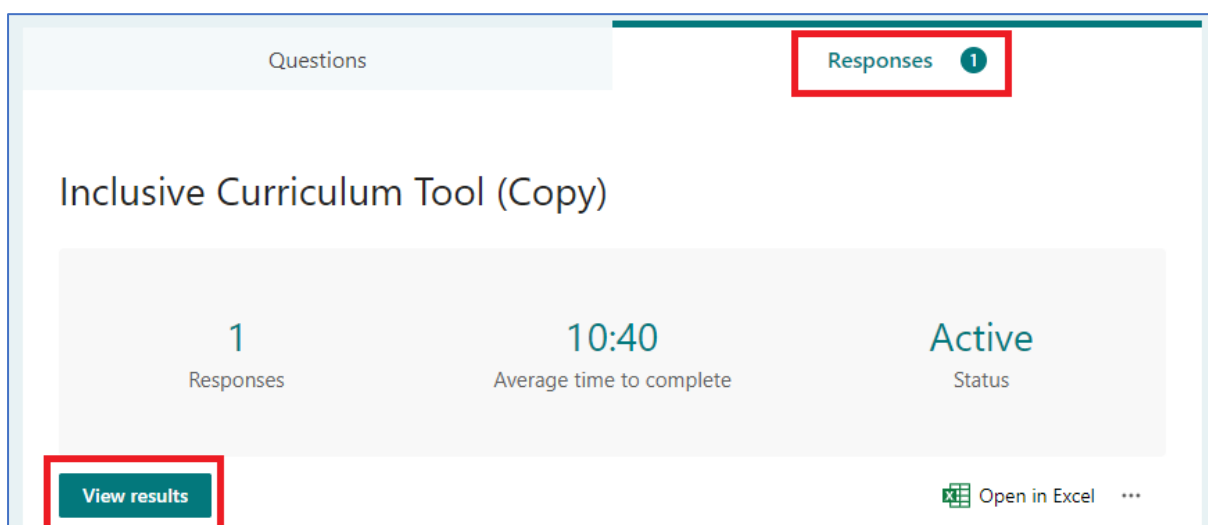 Questions
Responses 1
Inclusive Curriculum Tool (Copy)
1
Responses
10:40
Average time to complete
Active
Status
View results
Open in Excel ...